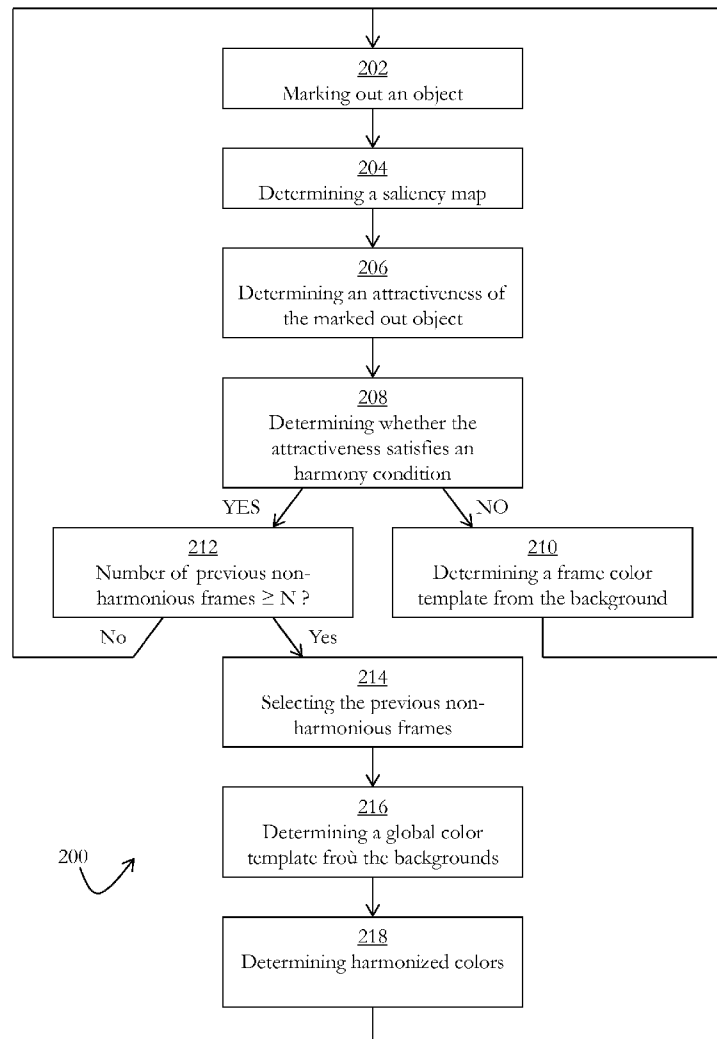 202
Marking out an object
204
Determining a saliency map
206
Determining an attractiveness of
the marked out object
208
Determining whether the
attractiveness satisfies an
harmony condition
YES
NO
212
Number of previous non-
harmonious frames ≥ N ?
210
Determining a frame color
template from the background
No
Yes
214
Selecting the previous non-
harmonious frames
216
Determining a global color
template froù the backgrounds
200
218
Determining harmonized colors